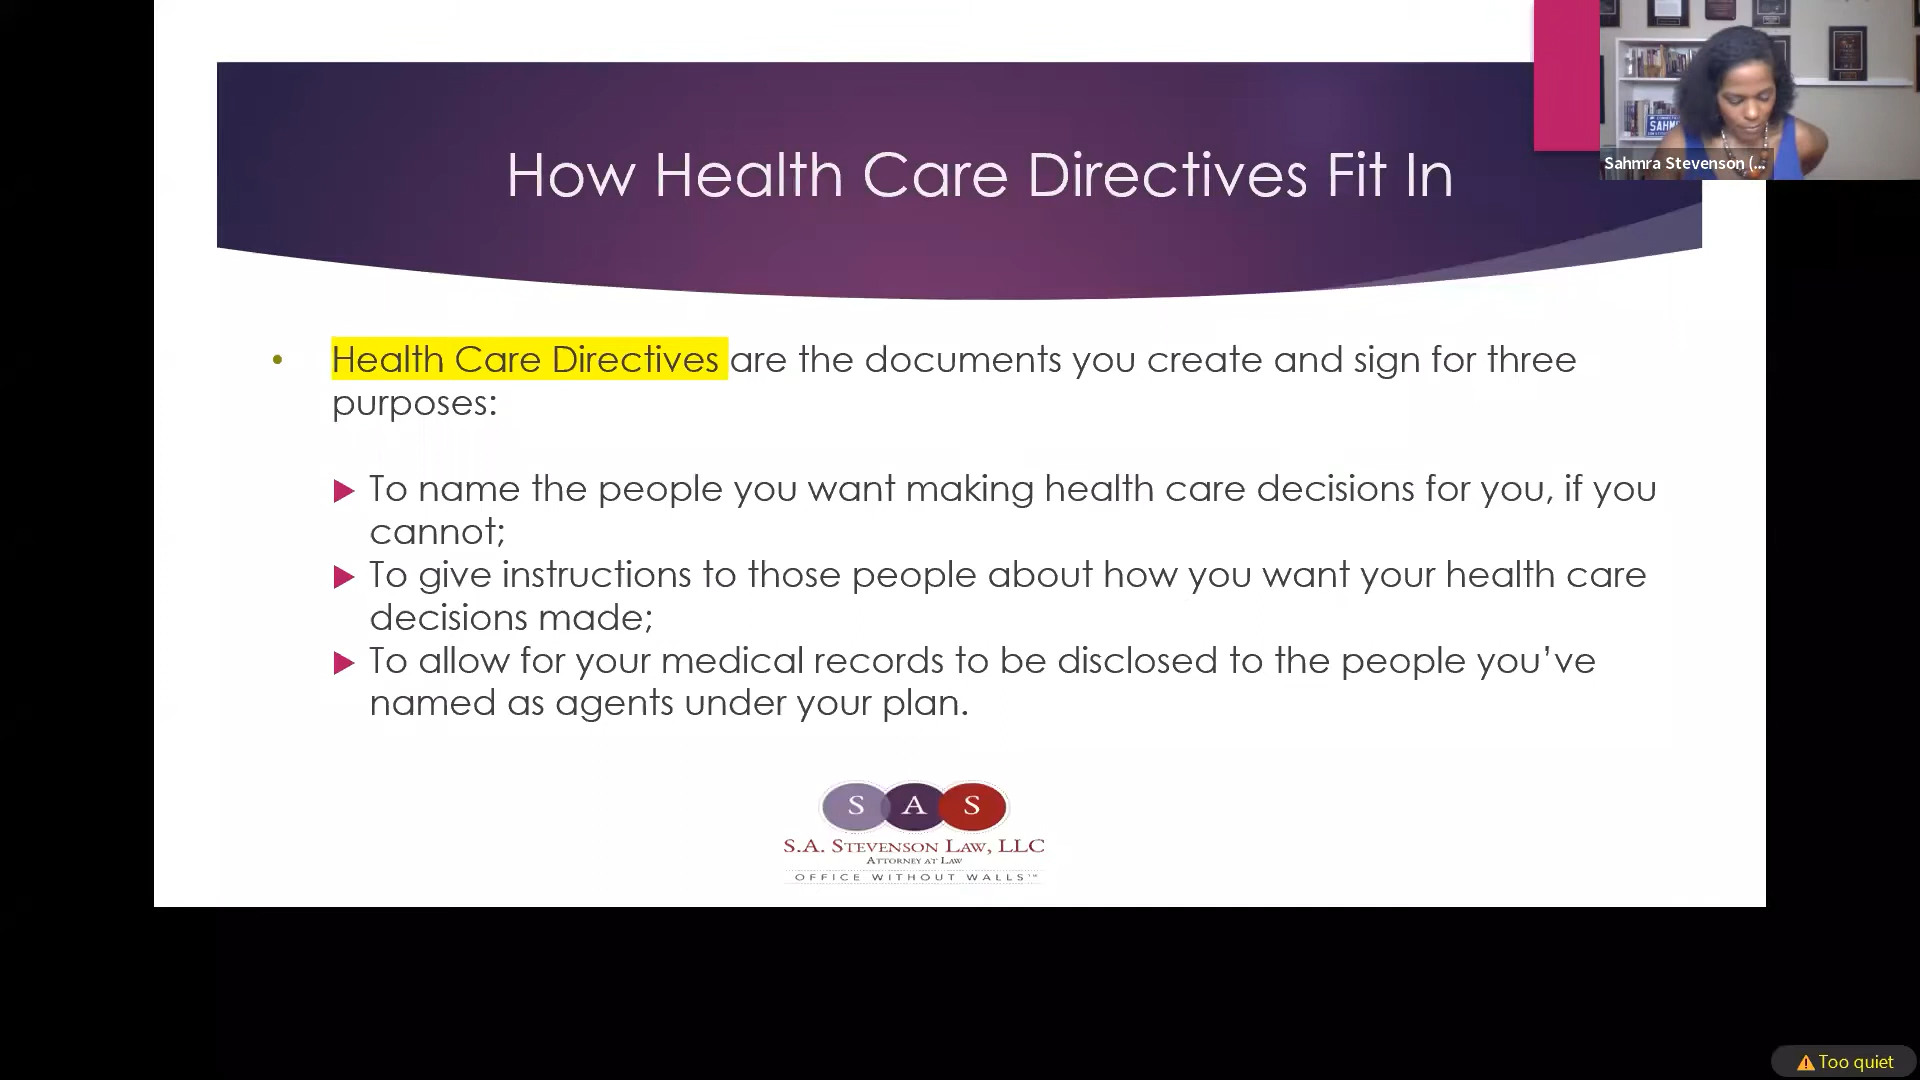 How Health Care Directives Fit In
SAHM
Sahmra Stevenson (...
• Health Care Directives are the documents you create and sign for three
purposes:
To name the people you want making health care decisions for you, if you
cannot;
To give instructions to those people about how you want your health care
decisions made;
To allow for your medical records to be disclosed to the people you’ve
named as agents under your plan.
S A S
S.A. STEVENSON LAW, LLC
ATTORNEY AT LAW
OFFICE WITHOUT WALLS™
Too quiet